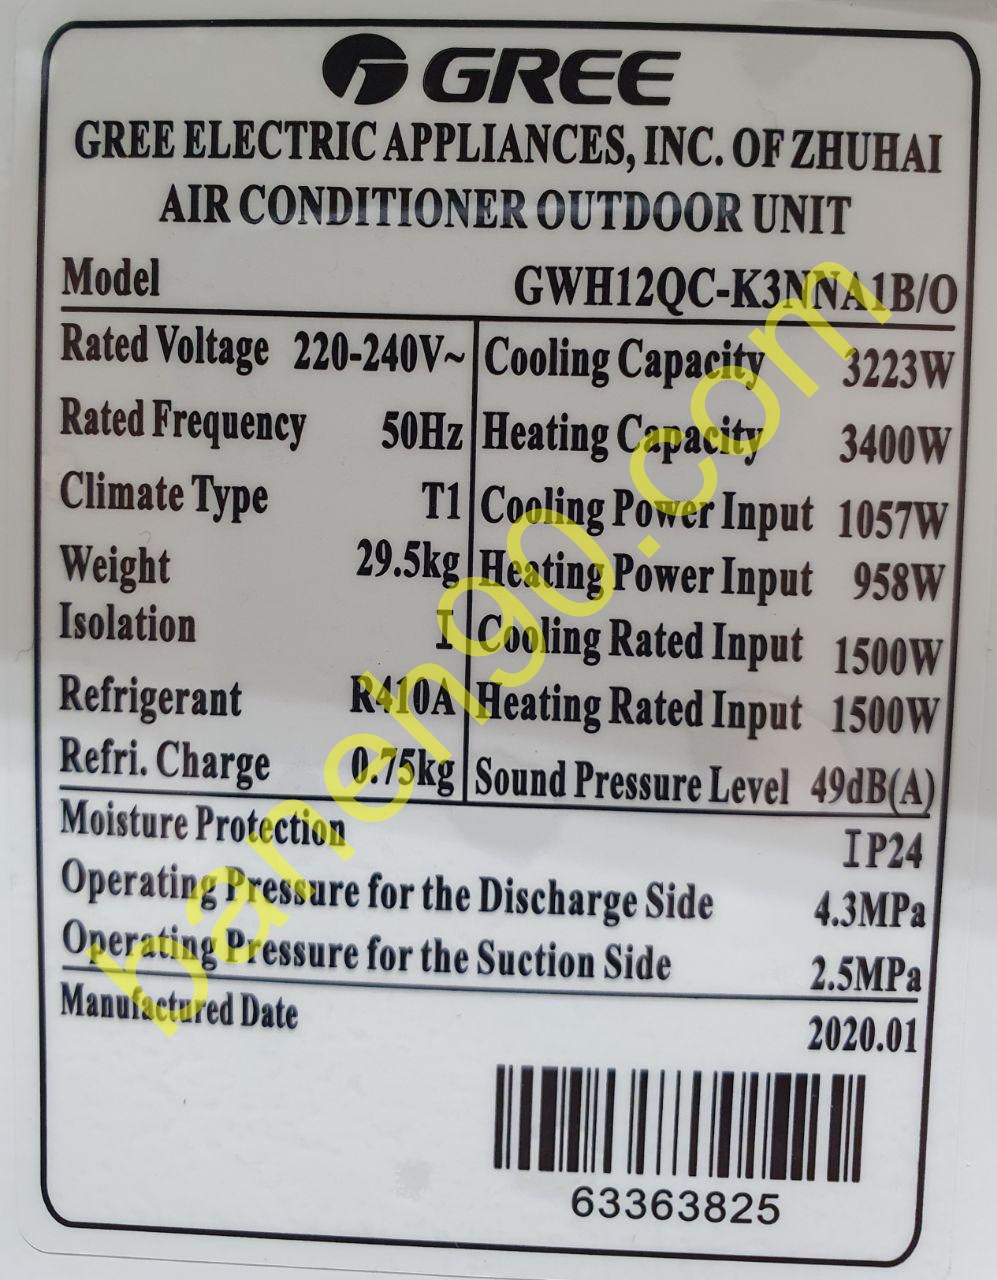 GREE
GREE ELECTRIC APPLIANCES, INC. OF ZHUHAI
AIR CONDITIONER OUTDOOR UNIT
Model GWH12QC-K3NNA1B/O
Rated Voltage 220-240V~
Rated Frequency 50Hz
Climate Type T1
Weight 29.5kg
Isolation I
Refrigerant R410A
Refri. Charge 0.75kg
Cooling Capacity 3223W
Heating Capacity 3400W
Cooling Power Input 1057W
Heating Power Input 958W
Cooling Rated Input 1500W
Heating Rated Input 1500W
Sound Pressure Level 49dB(A)
Moisture Protection IP24
Operating Pressure for the Discharge Side 4.3MPa
Operating Pressure for the Suction Side 2.5MPa
Manufactured Date 2020.01
63363825
baneh90.com